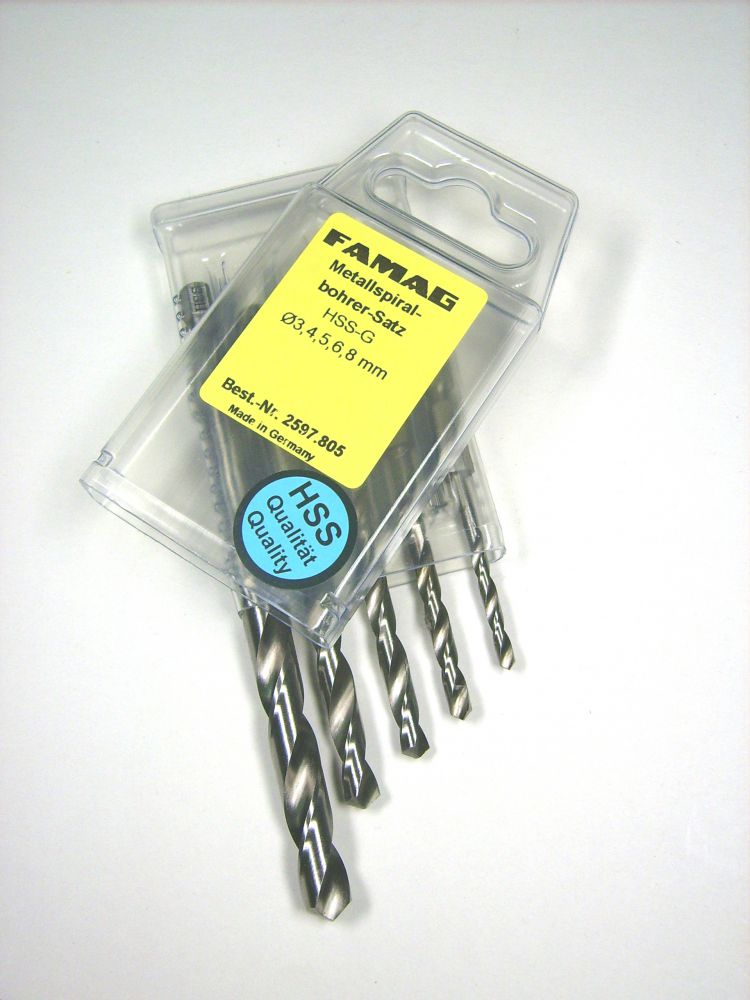 FAMAG
Metallspiral-
bohrer-Satz
HSS-G
Ø3,4,5,6,8 mm
Best.-Nr. 2597.805
Made in Germany
HSS
Qualität
Quality